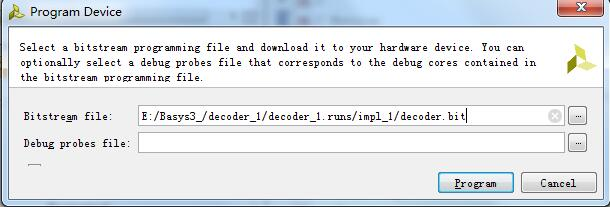 Program Device
Select a bitstream programming file and download it to your hardware device. You can
optionally select a debug probes file that corresponds to the debug cores contained in
the bitstream programming file.
Bitstream file: E:/Basys3_/decoder_1/decoder_1.runs/impl_1/decoder.bit ...
Debug probes file: ...
Program Cancel